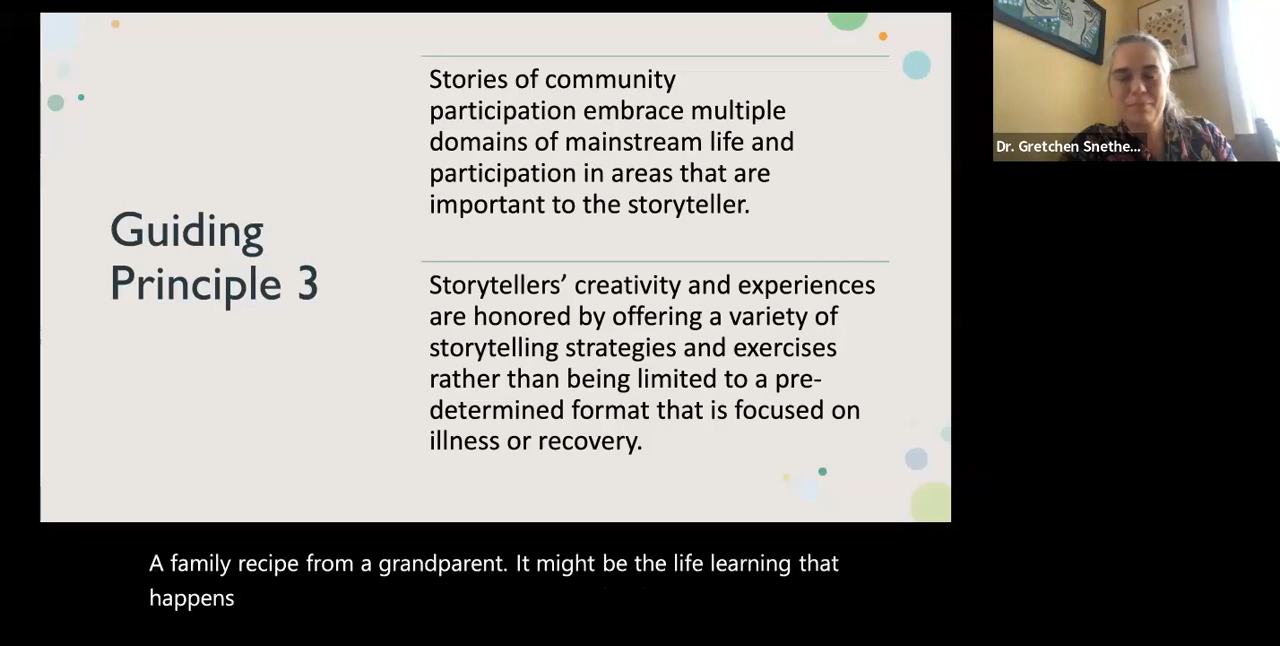 Guiding
Principle 3
Stories of community
participation embrace multiple
domains of mainstream life and
participation in areas that are
important to the storyteller.
Storytellers’ creativity and experiences
are honored by offering a variety of
storytelling strategies and exercises
rather than being limited to a pre-
determined format that is focused on
illness or recovery.
Dr. Gretchen Snethe...
A family recipe from a grandparent. It might be the life learning that
happens